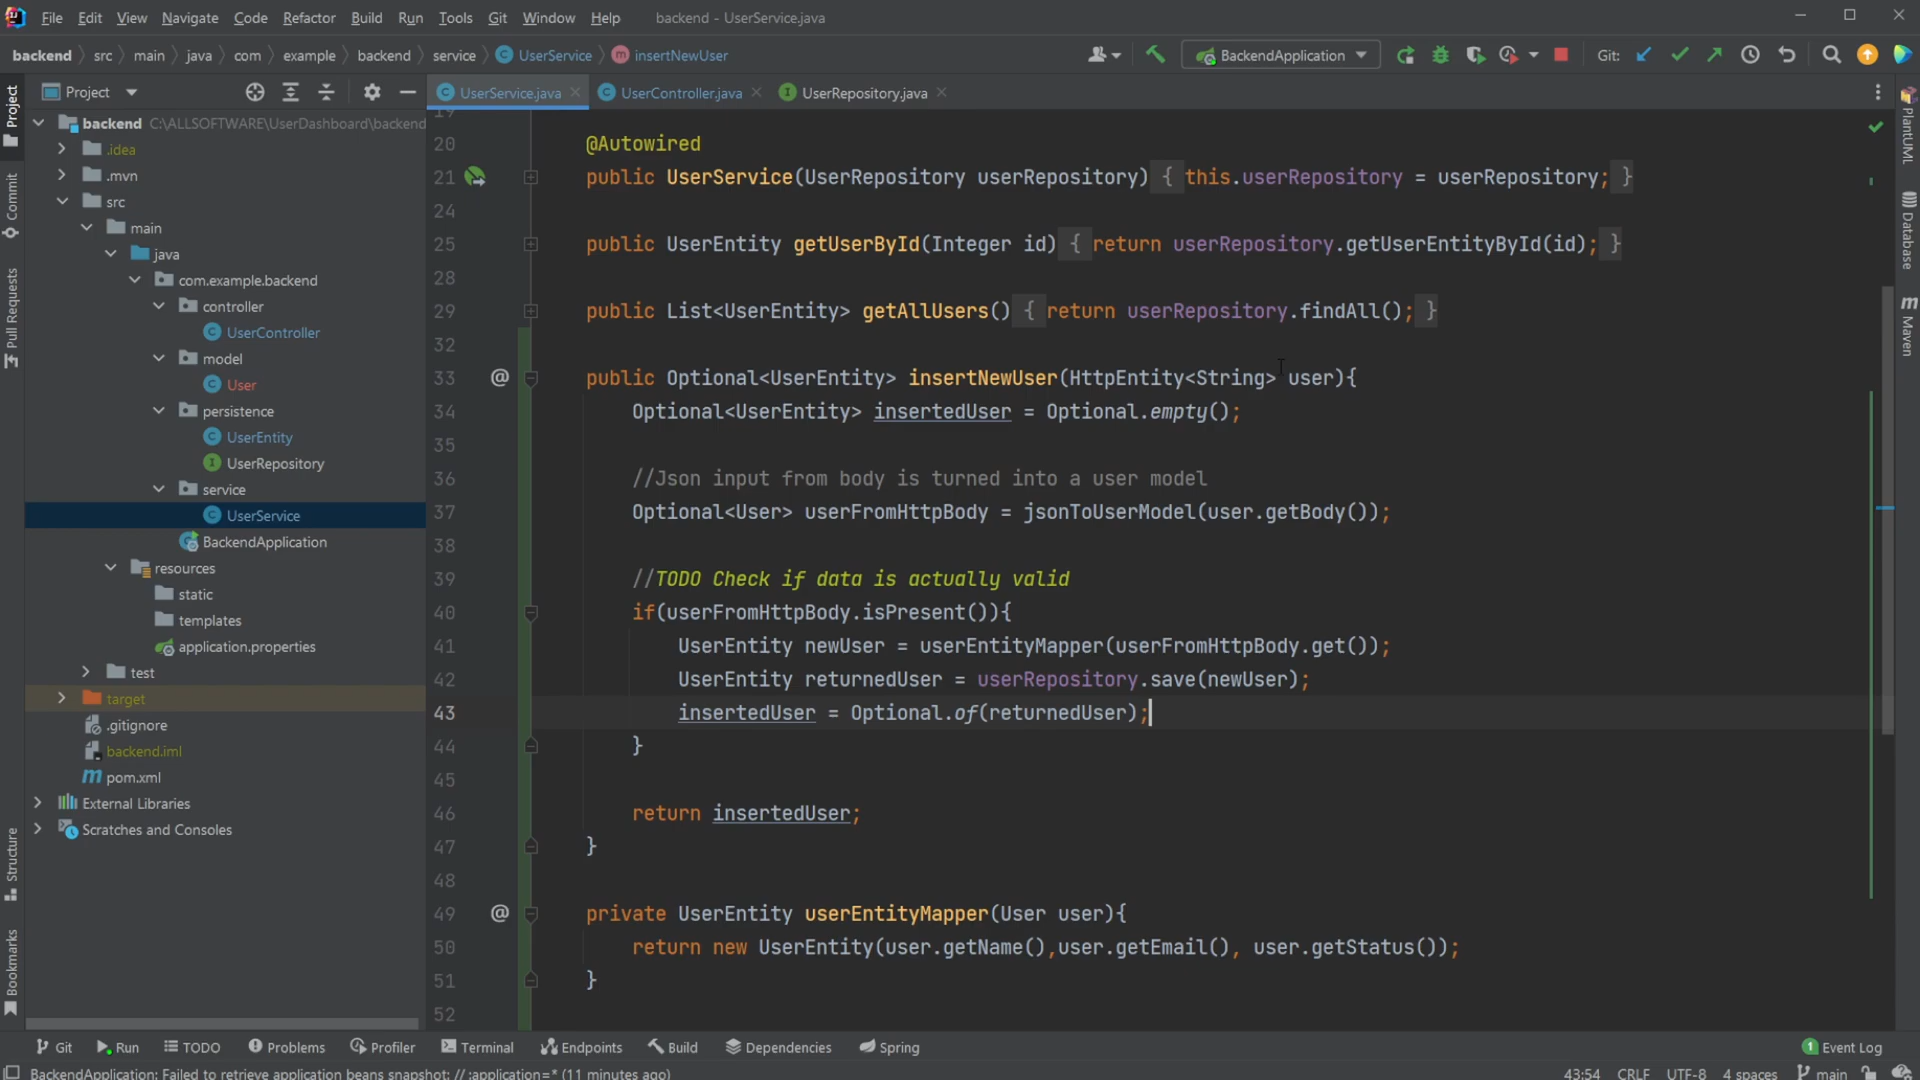 File Edit View Navigate Code Refactor Build Run Tools Git Window Help backend - UserService.java
backend src main java com example backend service UserService insertNewUser BackendApplication Git:
Project UserService.java UserController.java UserRepository.java
Project
Commit
Pull Requests
Structure
Bookmarks
backend C:\ALLSOFTWARE\UserDashboard\backend
.idea
.mvn
src
main
java
com.example.backend
controller
UserController
model
User
persistence
UserEntity
UserRepository
service
UserService
BackendApplication
resources
static
templates
application.properties
test
target
.gitignore
backend.iml
pom.xml
External Libraries
Scratches and Consoles
19
20 @Autowired
21 public UserService(UserRepository userRepository) { this.userRepository = userRepository; }
24
25 public UserEntity getUserById(Integer id) { return userRepository.getUserEntityById(id); }
28
29 public List<UserEntity> getAllUsers() { return userRepository.findAll(); }
32
33 @ public Optional<UserEntity> insertNewUser(HttpEntity<String> user){
34 Optional<UserEntity> insertedUser = Optional.empty();
35
36 //Json input from body is turned into a user model
37 Optional<User> userFromHttpBody = jsonToUserModel(user.getBody());
38
39 //TODO Check if data is actually valid
40 if(userFromHttpBody.isPresent()){
41 UserEntity newUser = userEntityMapper(userFromHttpBody.get());
42 UserEntity returnedUser = userRepository.save(newUser);
43 insertedUser = Optional.of(returnedUser);
44 }
45
46 return insertedUser;
47 }
48
49 @ private UserEntity userEntityMapper(User user){
50 return new UserEntity(user.getName(),user.getEmail(), user.getStatus());
51 }
52
PlantUML
Database
Maven
Git Run TODO Problems Profiler Terminal Endpoints Build Dependencies Spring 1 Event Log
BackendApplication: Failed to retrieve application beans snapshot: // :application=* (11 minutes ago) 43:54 CRLF UTF-8 4 spaces main